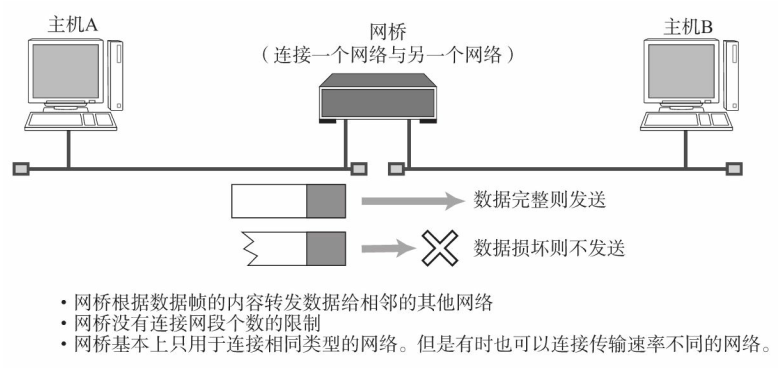 主机A
网桥
（连接一个网络与另一个网络）
主机B
数据完整则发送
数据损坏则不发送
・网桥根据数据帧的内容转发数据给相邻的其他网络
・网桥没有连接网段个数的限制
・网桥基本上只用于连接相同类型的网络。但是有时也可以连接传输速率不同的网络。